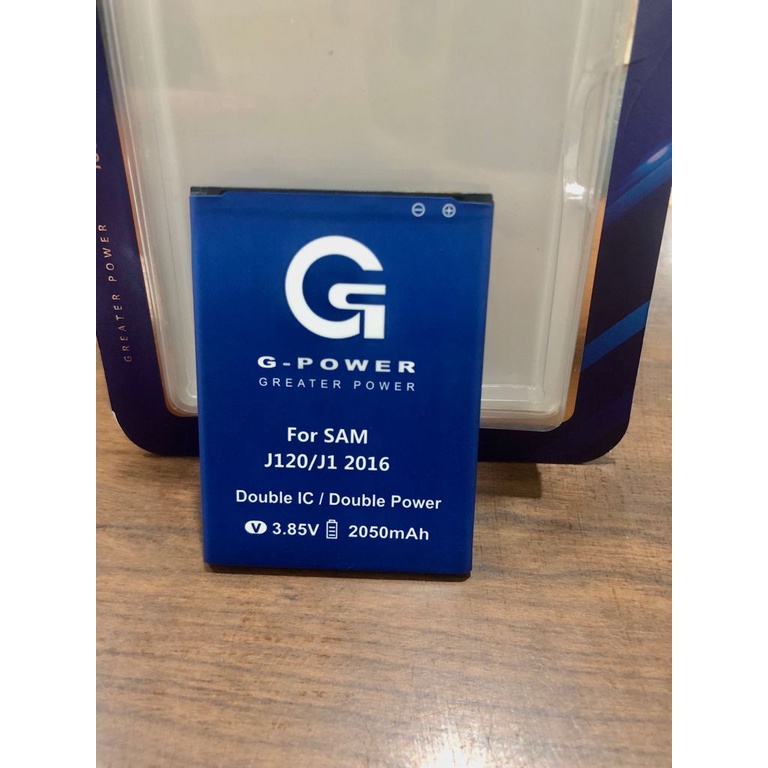 G-POWER
GREATER POWER
For SAM
J120/J1 2016
Double IC / Double Power
V 3.85V 2050mAh
GREATER POWER